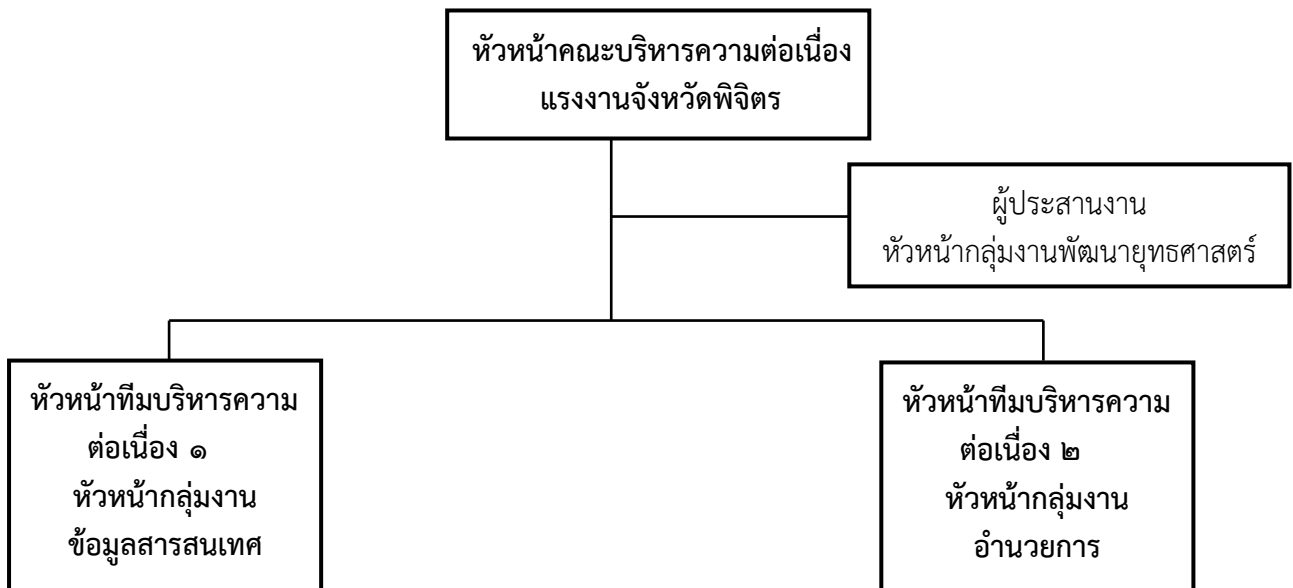 หัวหน้าคณะบริหารความต่อเนื่อง
แรงงานจังหวัดพิจิตร
ผู้ประสานงาน
หัวหน้ากลุ่มงานพัฒนายุทธศาสตร์
หัวหน้าทีมบริหารความ
ต่อเนื่อง ๑
หัวหน้ากลุ่มงาน
ข้อมูลสารสนเทศ
หัวหน้าทีมบริหารความ
ต่อเนื่อง ๒
หัวหน้ากลุ่มงาน
อำนวยการ